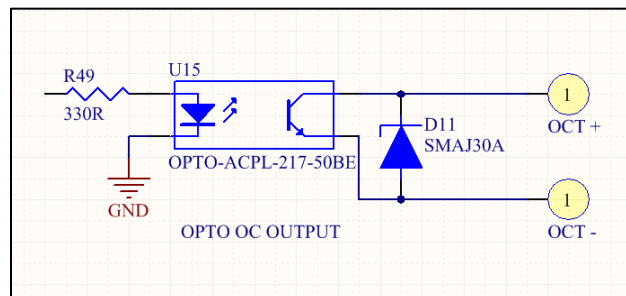 R49
330R
U15
OPTO-ACPL-217-50BE
GND
D11
SMAJ30A
1
OCT +
1
OCT -
OPTO OC OUTPUT